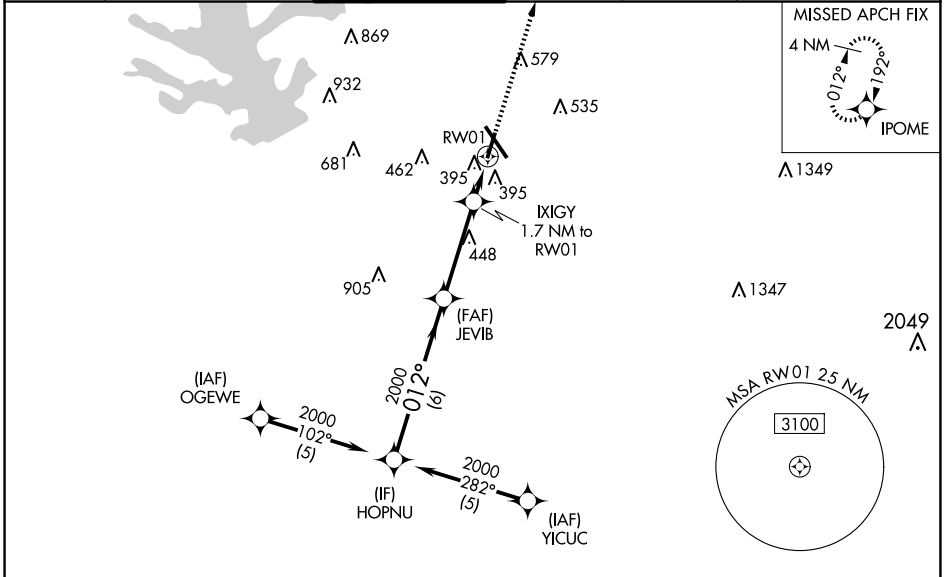 MISSED APCH FIX
4 NM
012°
192°
IPOME
869
579
932
535
RW01
681
462
395
395
1349
IXIGY
1.7 NM to
RW01
448
905
1347
(FAF)
JEVIB
2049
2000
012°
(6)
MSA RW01 25 NM
3100
(IAF)
OGEWE
2000
102°
(5)
2000
282°
(5)
(IF)
HOPNU
(IAF)
YICUC